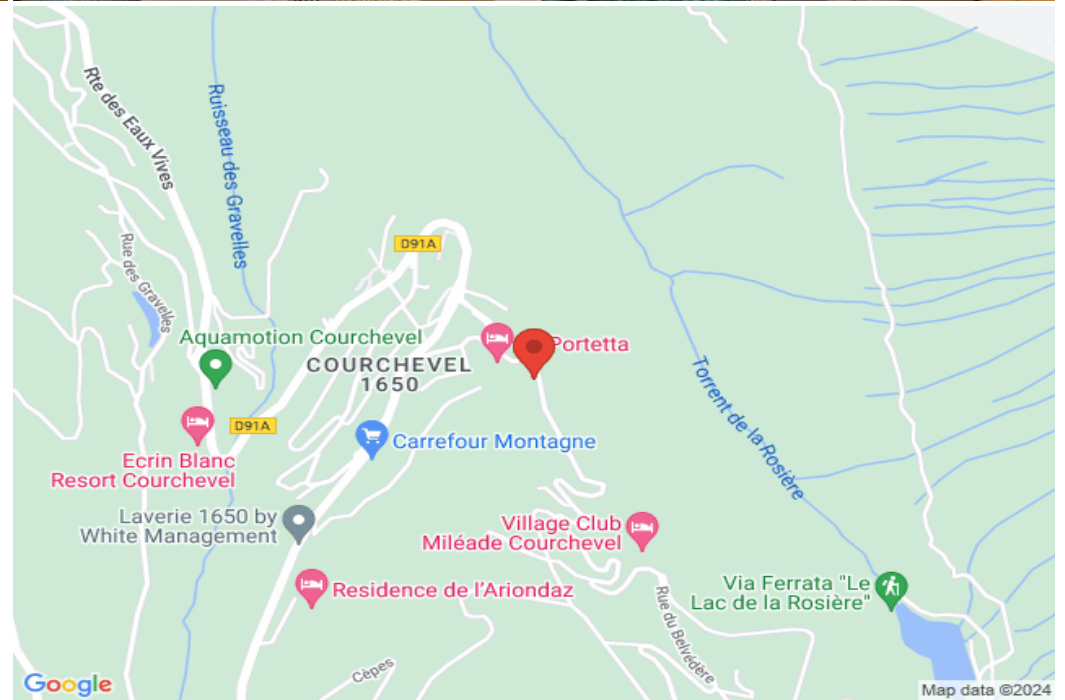 Rte des Eaux Vives
Ruisseau des Gravelles
Rue des Gravelles
D91A
Aquamotion Courchevel
COURCHEVEL
1650
Portetta
D91A
Carrefour Montagne
Ecrin Blanc
Resort Courchevel
Torrent de la Rosière
Laverie 1650 by
White Management
Village Club
Miléade Courchevel
Residence de l'Ariondaz
Via Ferrata "Le
Lac de la Rosière"
Rue du Belvédère
Cèpes
Google
Map data ©2024